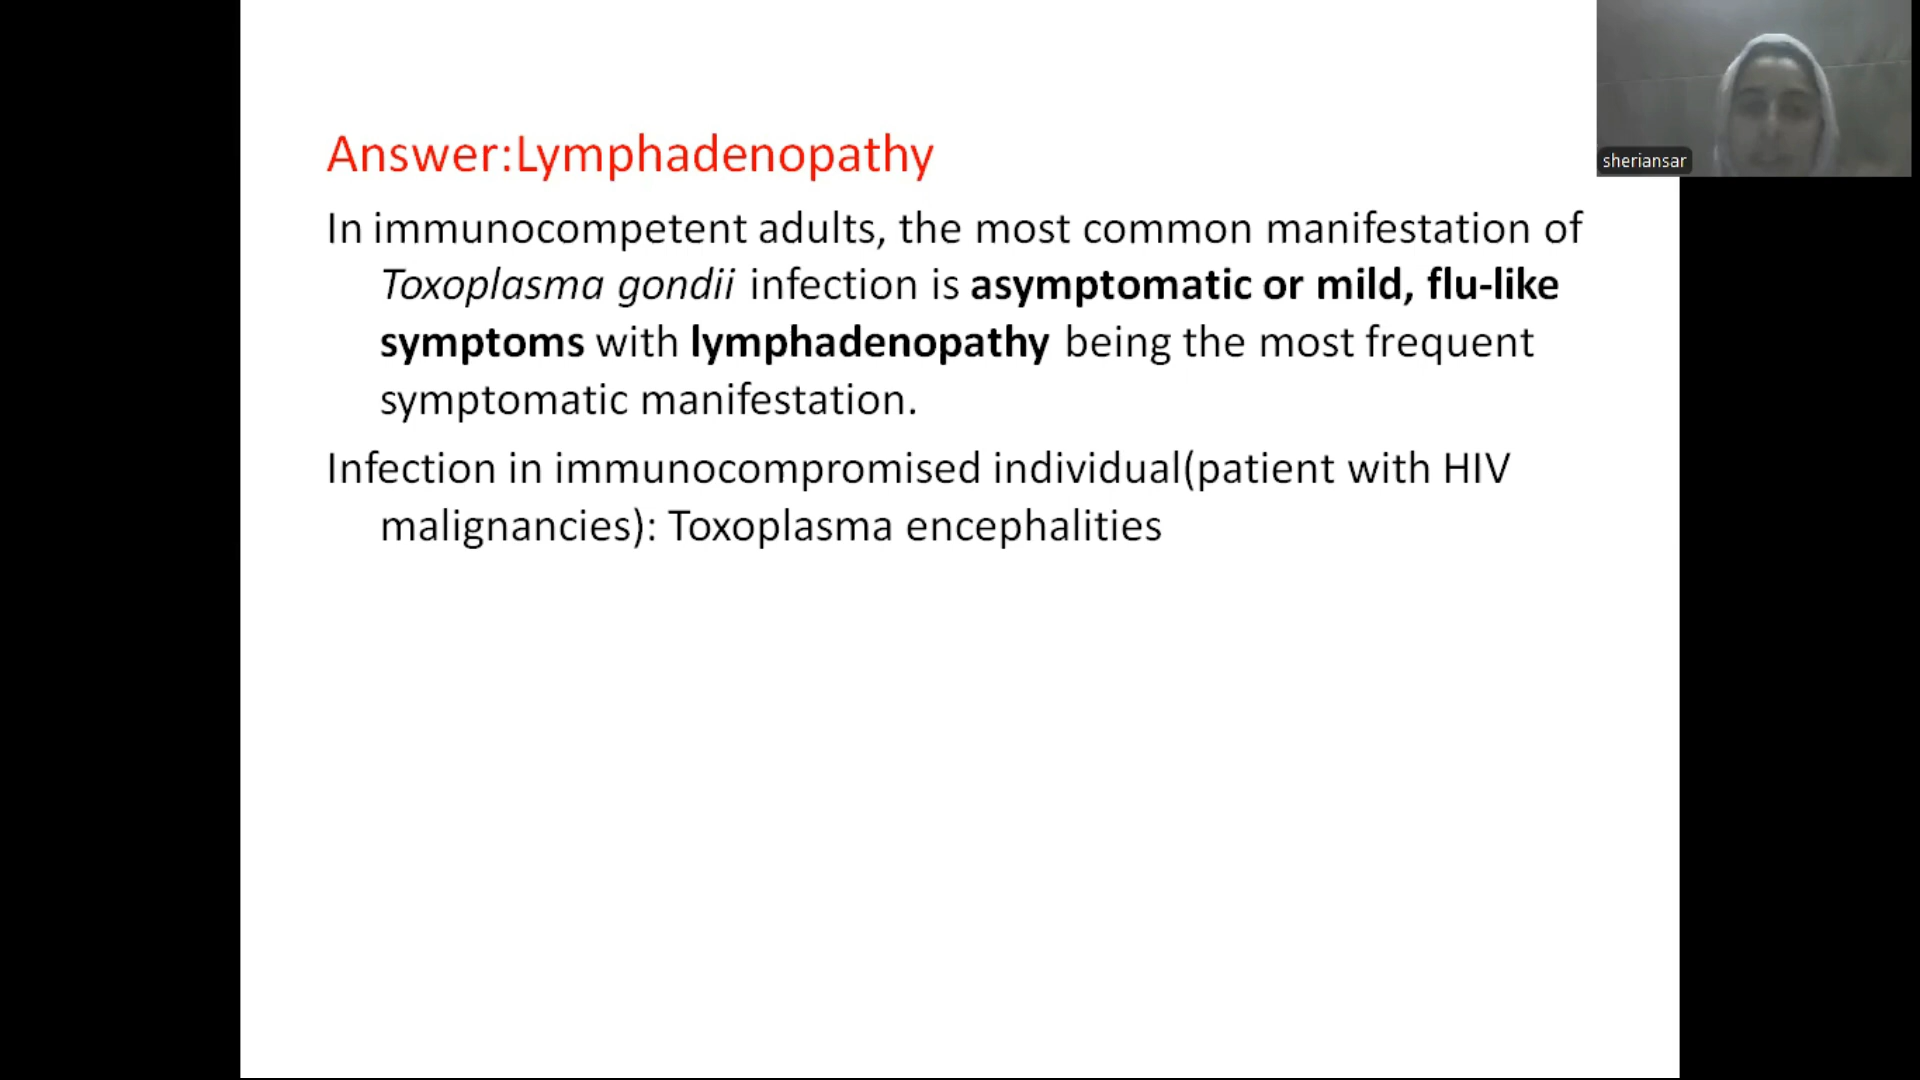 Answer:Lymphadenopathy
In immunocompetent adults, the most common manifestation of
Toxoplasma gondii infection is asymptomatic or mild, flu-like
symptoms with lymphadenopathy being the most frequent
symptomatic manifestation.
Infection in immunocompromised individual(patient with HIV
malignancies): Toxoplasma encephalities
sheriansar